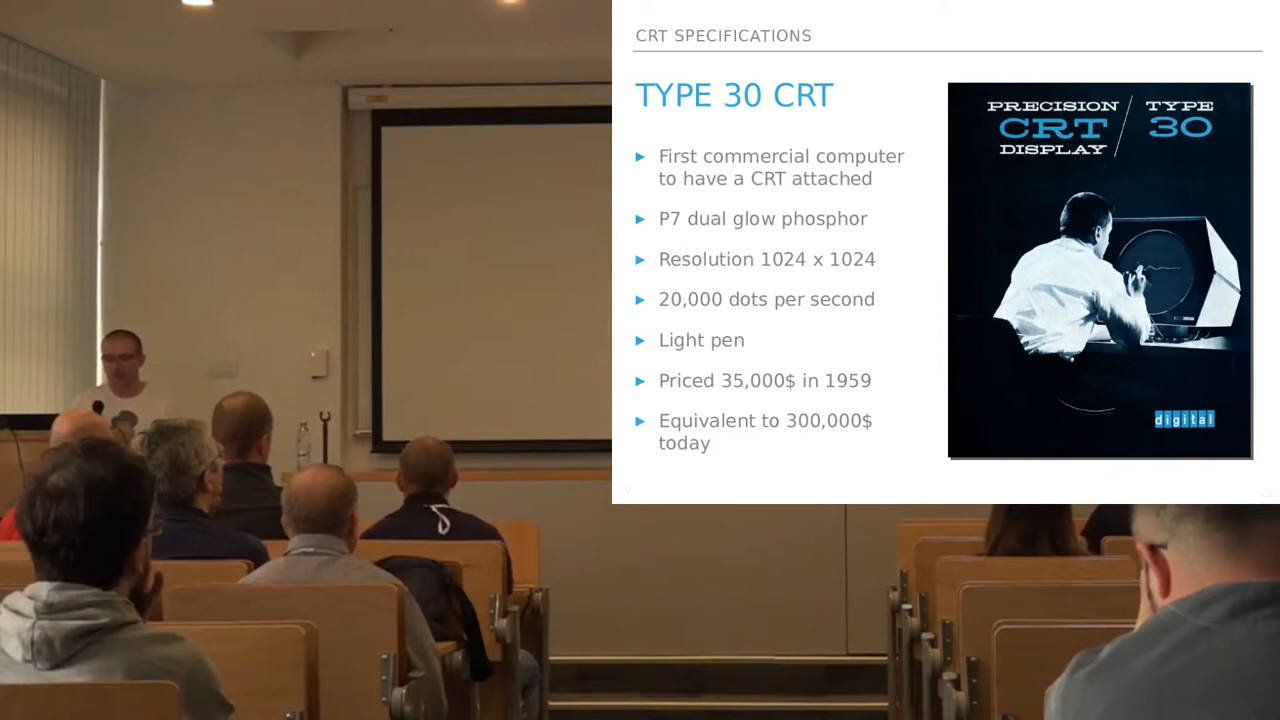 CRT SPECIFICATIONS
TYPE 30 CRT
First commercial computer
to have a CRT attached
P7 dual glow phosphor
Resolution 1024 x 1024
20,000 dots per second
Light pen
Priced 35,000$ in 1959
Equivalent to 300,000$
today
PRECISION
CRT
DISPLAY
TYPE
30
digital
9